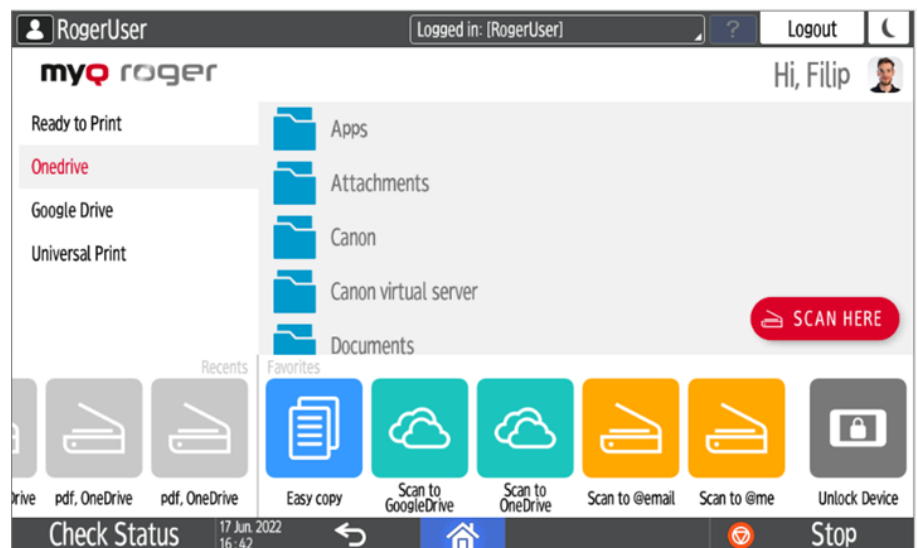 RogerUser
Logged in: [RogerUser]
?
Logout
myq roger
Hi, Filip
Ready to Print
Onedrive
Google Drive
Universal Print
Apps
Attachments
Canon
Canon virtual server
Documents
SCAN HERE
Recents
Favorites
Drive
pdf, OneDrive
pdf, OneDrive
Easy copy
Scan to
GoogleDrive
Scan to
OneDrive
Scan to @email
Scan to @me
Unlock Device
Check Status
17 Jun. 2022
16:42
Stop